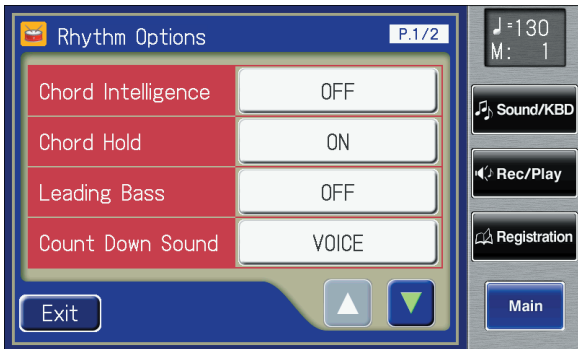 Rhythm Options
P.1/2
Chord Intelligence OFF
Chord Hold ON
Leading Bass OFF
Count Down Sound VOICE
Exit
♩=130
M: 1
Sound/KBD
Rec/Play
Registration
Main